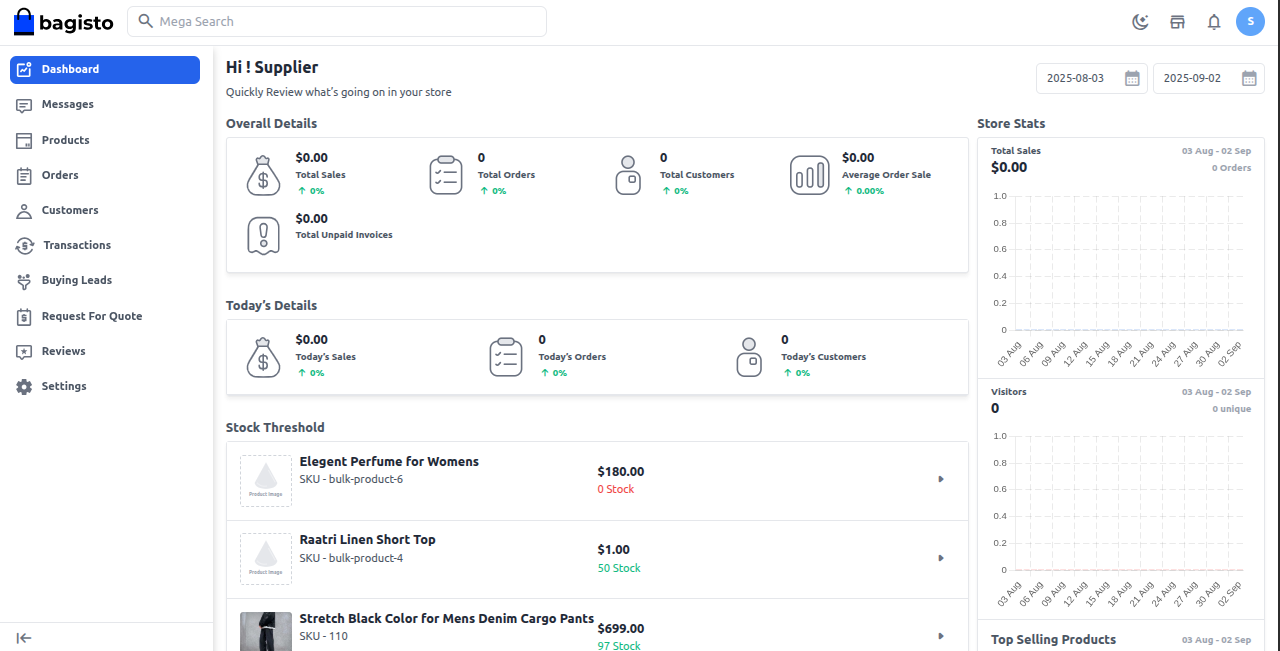 bagisto
Mega Search
S
Dashboard
Messages
Products
Orders
Customers
Transactions
Buying Leads
Request For Quote
Reviews
Settings
Hi ! Supplier
Quickly Review what's going on in your store
2025-08-03
2025-09-02
Overall Details
$0.00
Total Sales
0%
0
Total Orders
0%
0
Total Customers
0%
$0.00
Average Order Sale
0.00%
$0.00
Total Unpaid Invoices
Today's Details
$0.00
Today's Sales
0%
0
Today's Orders
0%
0
Today's Customers
0%
Stock Threshold
Product Image
Elegent Perfume for Womens
SKU - bulk-product-6
$180.00
0 Stock
Product Image
Raatri Linen Short Top
SKU - bulk-product-4
$1.00
50 Stock
Stretch Black Color for Mens Denim Cargo Pants
SKU - 110
$699.00
97 Stock
Store Stats
Total Sales
03 Aug - 02 Sep
$0.00
0 Orders
1.0
0.8
0.6
0.4
0.2
0
03 Aug
06 Aug
09 Aug
12 Aug
15 Aug
18 Aug
21 Aug
24 Aug
27 Aug
30 Aug
02 Sep
Visitors
03 Aug - 02 Sep
0
0 unique
1.0
0.8
0.6
0.4
0.2
0
03 Aug
06 Aug
09 Aug
12 Aug
15 Aug
18 Aug
21 Aug
24 Aug
27 Aug
30 Aug
02 Sep
Top Selling Products
03 Aug - 02 Sep